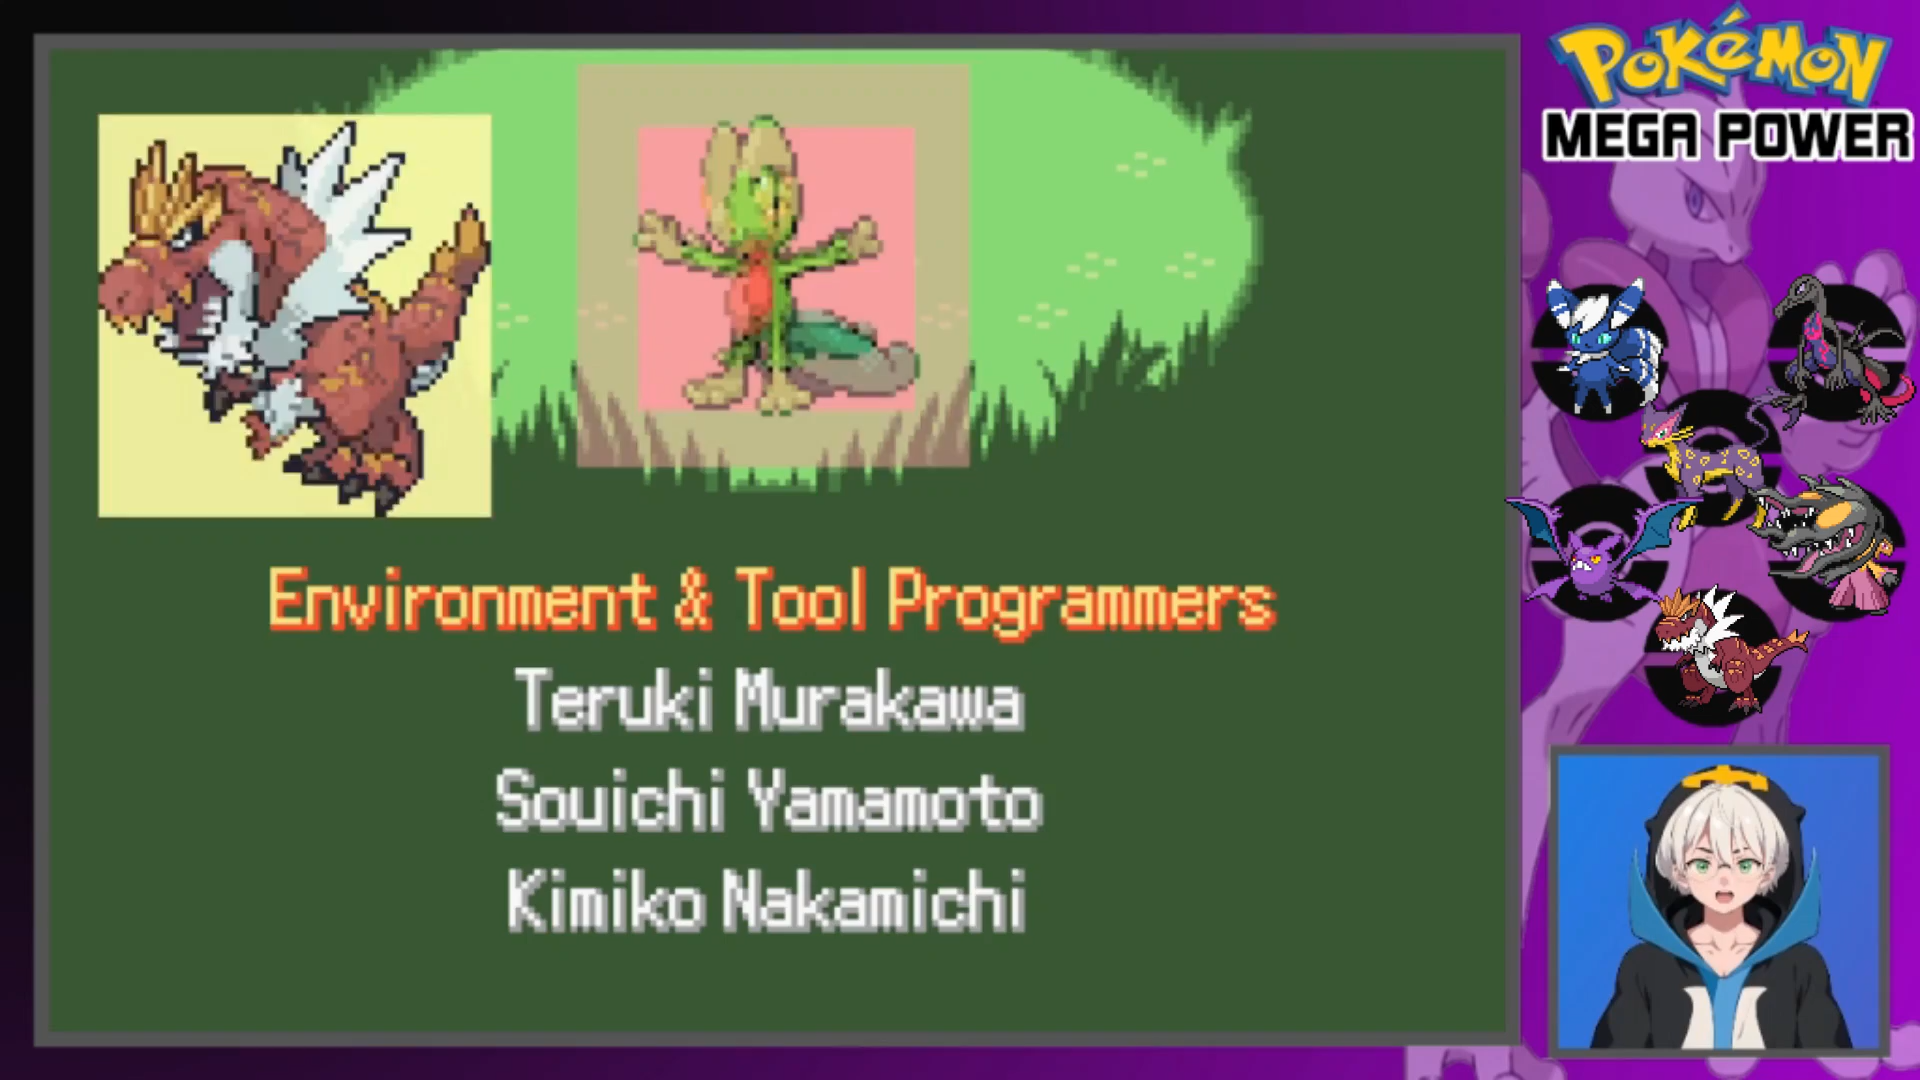 POKéMON
MEGA POWER
Environment & Tool Programmers
Teruki Murakawa
Souichi Yamamoto
Kimiko Nakamichi